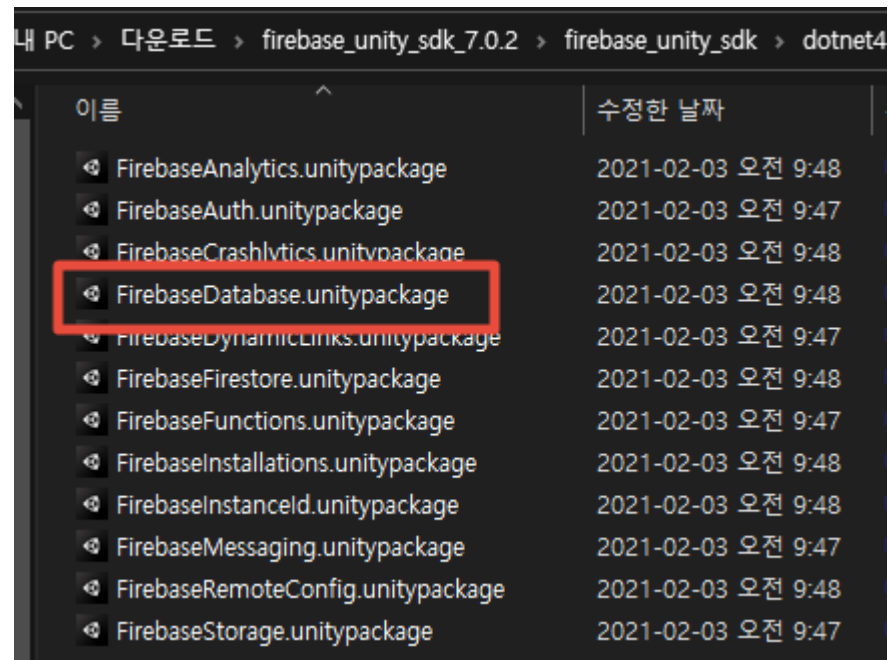 내 PC > 다운로드 > firebase_unity_sdk_7.0.2 > firebase_unity_sdk > dotnet4
이름 수정한 날짜
FirebaseAnalytics.unitypackage 2021-02-03 오전 9:48
FirebaseAuth.unitypackage 2021-02-03 오전 9:47
FirebaseCrashlytics.unitypackage 2021-02-03 오전 9:48
FirebaseDatabase.unitypackage 2021-02-03 오전 9:48
FirebaseDynamicLinks.unitypackage 2021-02-03 오전 9:47
FirebaseFirestore.unitypackage 2021-02-03 오전 9:48
FirebaseFunctions.unitypackage 2021-02-03 오전 9:47
FirebaseInstallations.unitypackage 2021-02-03 오전 9:48
FirebaseInstanceId.unitypackage 2021-02-03 오전 9:48
FirebaseMessaging.unitypackage 2021-02-03 오전 9:47
FirebaseRemoteConfig.unitypackage 2021-02-03 오전 9:48
FirebaseStorage.unitypackage 2021-02-03 오전 9:47